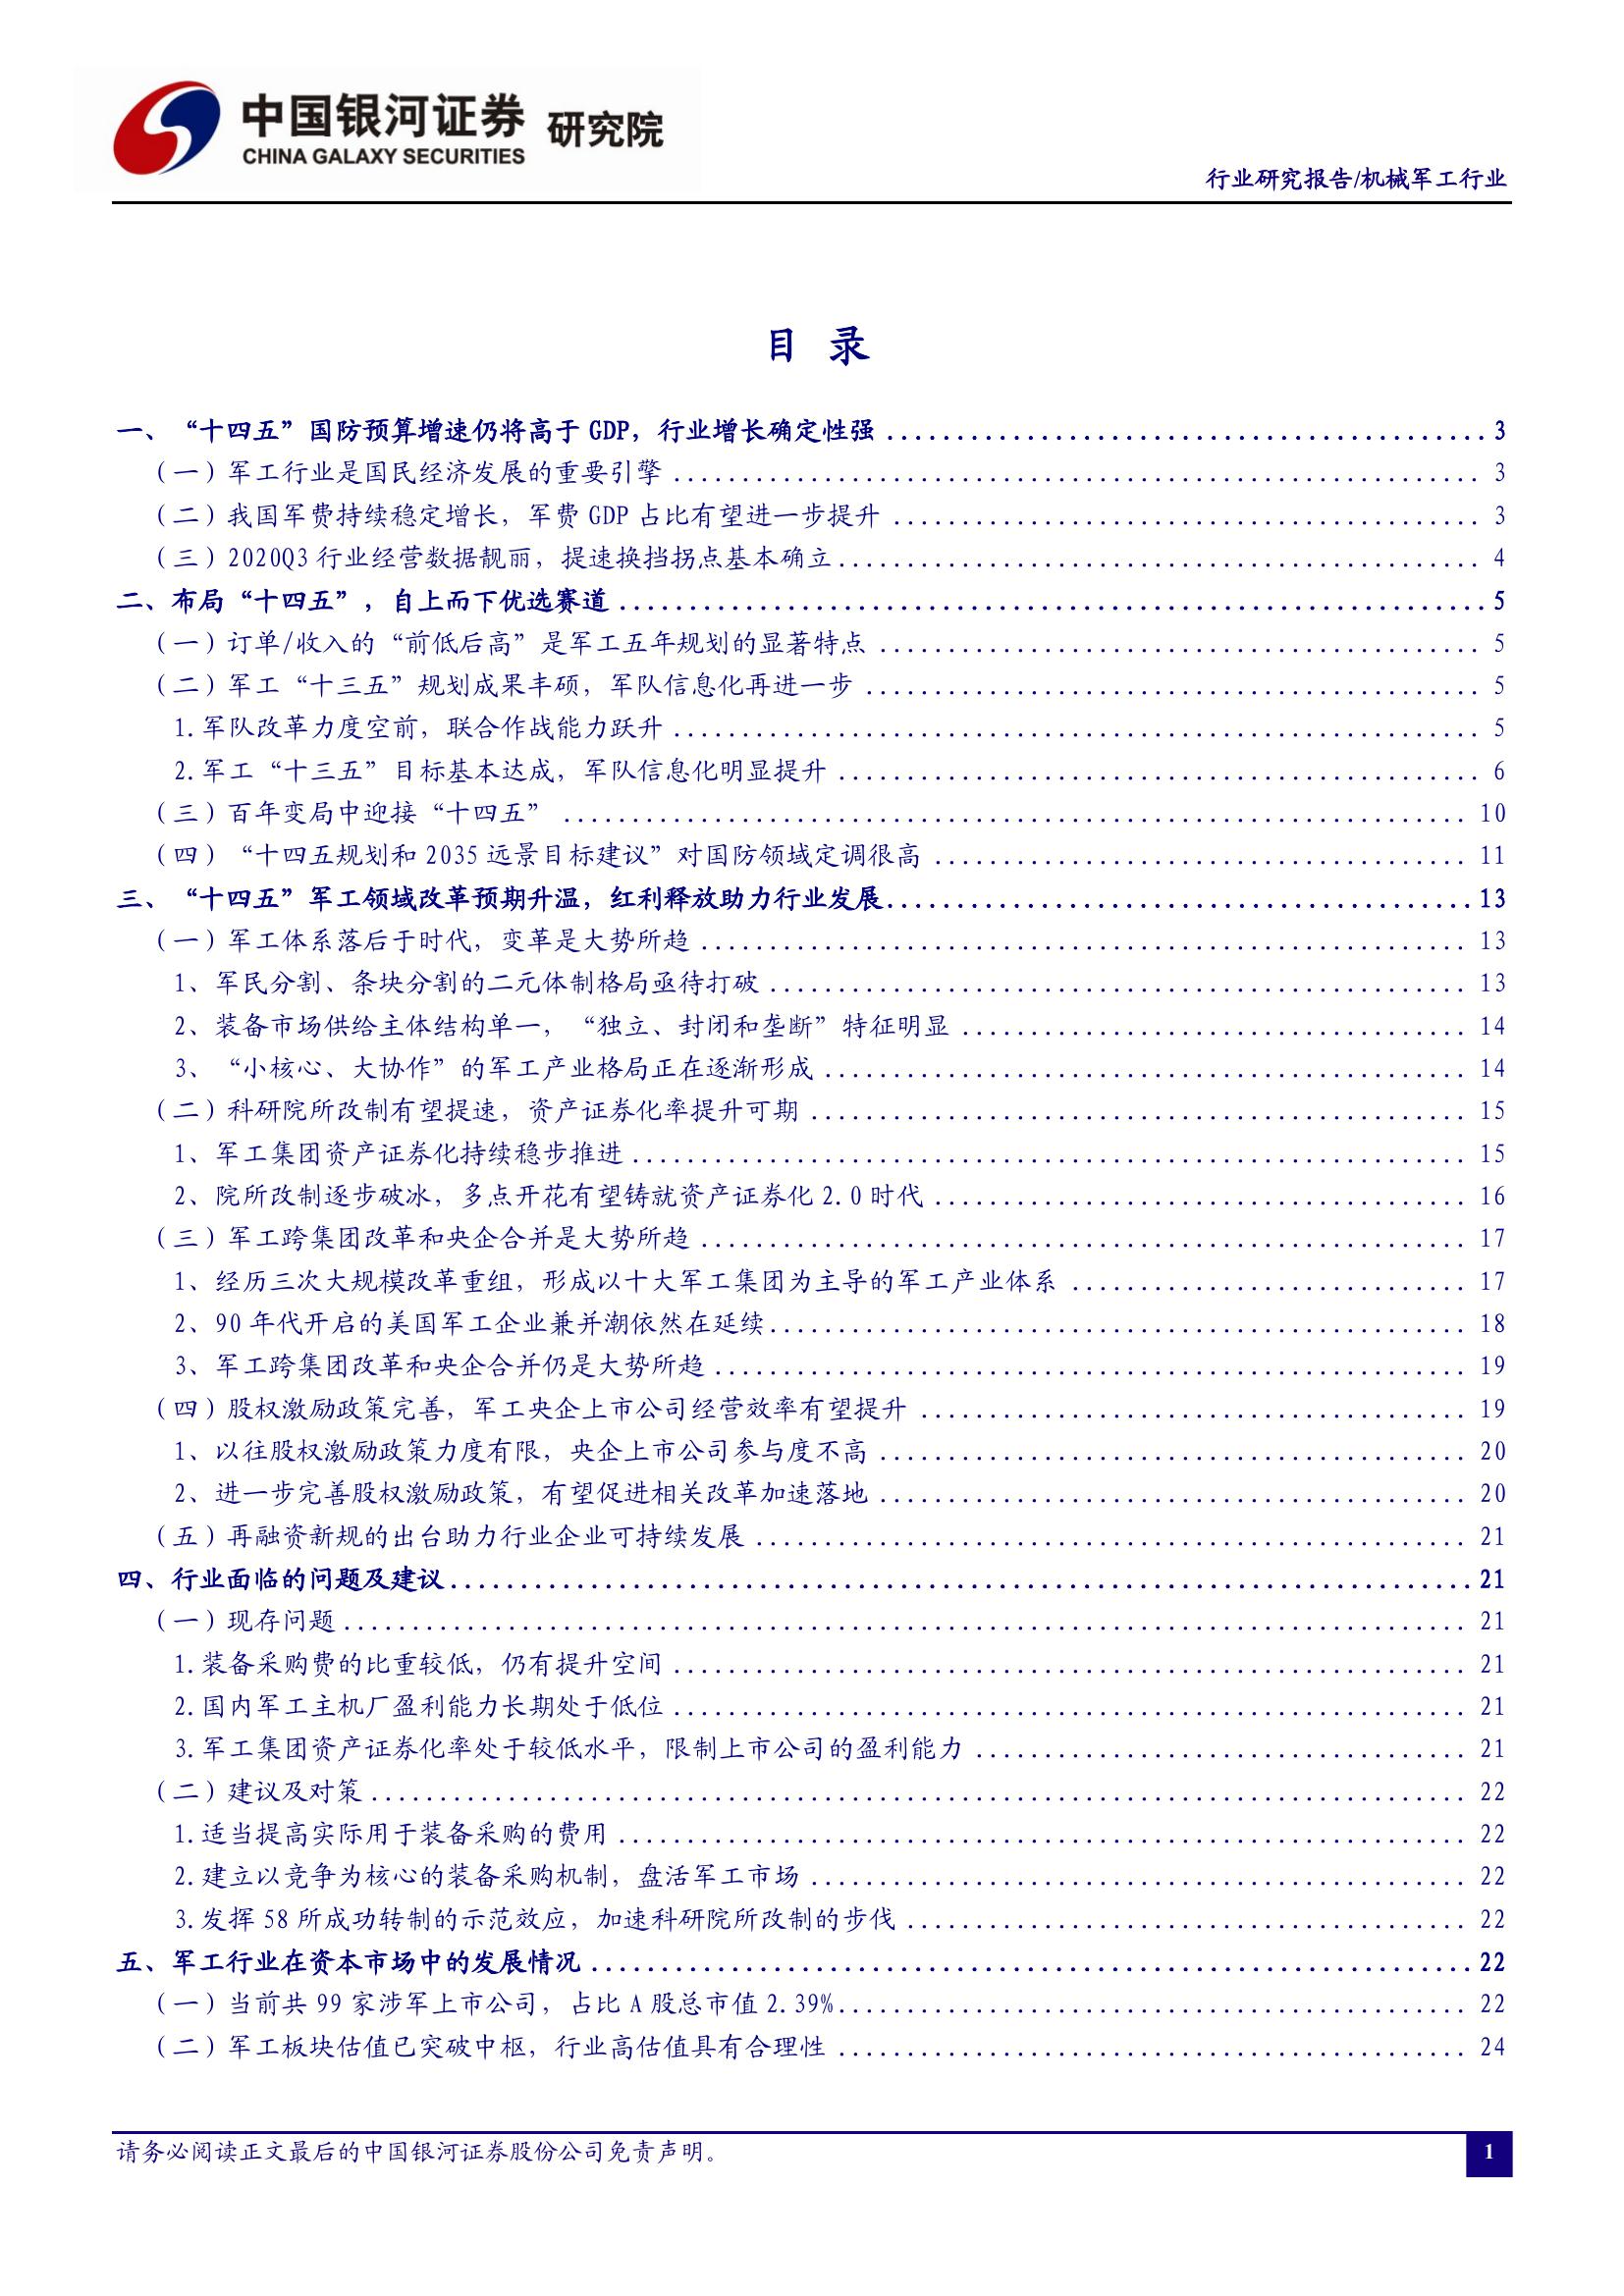 中国银河证券 研究院
CHINA GALAXY SECURITIES
行业研究报告/机械军工行业
目 录
一、“十四五”国防预算增速仍将高于 GDP，行业增长确定性强 ........................................ 3
（一）军工行业是国民经济发展的重要引擎 ........................................ 3
（二）我国军费持续稳定增长，军费 GDP 占比有望进一步提升 ........................................ 3
（三）2020Q3 行业经营数据靓丽，提速换挡拐点基本确立 ........................................ 4
二、布局“十四五”，自上而下优选赛道 ........................................ 5
（一）订单/收入的“前低后高”是军工五年规划的显著特点 ........................................ 5
（二）军工“十三五”规划成果丰硕，军队信息化再进一步 ........................................ 5
1.军队改革力度空前，联合作战能力跃升 ........................................ 5
2.军工“十三五”目标基本达成，军队信息化明显提升 ........................................ 6
（三）百年变局中迎接“十四五” ........................................ 10
（四）“十四五规划和 2035 远景目标建议”对国防领域定调很高 ........................................ 11
三、“十四五”军工领域改革预期升温，红利释放助力行业发展 ........................................ 13
（一）军工体系落后于时代，变革是大势所趋 ........................................ 13
1、军民分割、条块分割的二元体制格局亟待打破 ........................................ 13
2、装备市场供给主体结构单一，“独立、封闭和垄断”特征明显 ........................................ 14
3、“小核心、大协作”的军工产业格局正在逐渐形成 ........................................ 14
（二）科研院所改制有望提速，资产证券化率提升可期 ........................................ 15
1、军工集团资产证券化持续稳步推进 ........................................ 15
2、院所改制逐步破冰，多点开花有望铸就资产证券化 2.0 时代 ........................................ 16
（三）军工跨集团改革和央企合并是大势所趋 ........................................ 17
1、经历三次大规模改革重组，形成以十大军工集团为主导的军工产业体系 ........................................ 17
2、90 年代开启的美国军工企业兼并潮依然在延续 ........................................ 18
3、军工跨集团改革和央企合并仍是大势所趋 ........................................ 19
（四）股权激励政策完善，军工央企上市公司经营效率有望提升 ........................................ 19
1、以往股权激励政策力度有限，央企上市公司参与度不高 ........................................ 20
2、进一步完善股权激励政策，有望促进相关改革加速落地 ........................................ 20
（五）再融资新规的出台助力行业企业可持续发展 ........................................ 21
四、行业面临的问题及建议 ........................................ 21
（一）现存问题 ........................................ 21
1.装备采购费的比重较低，仍有提升空间 ........................................ 21
2.国内军工主机厂盈利能力长期处于低位 ........................................ 21
3.军工集团资产证券化率处于较低水平，限制上市公司的盈利能力 ........................................ 21
（二）建议及对策 ........................................ 22
1.适当提高实际用于装备采购的费用 ........................................ 22
2.建立以竞争为核心的装备采购机制，盘活军工市场 ........................................ 22
3.发挥 58 所成功转制的示范效应，加速科研院所改制的步伐 ........................................ 22
五、军工行业在资本市场中的发展情况 ........................................ 22
（一）当前共 99 家涉军上市公司，占比 A 股总市值 2.39% ........................................ 22
（二）军工板块估值已突破中枢，行业高估值具有合理性 ........................................ 24
请务必阅读正文最后的中国银河证券股份公司免责声明。
1